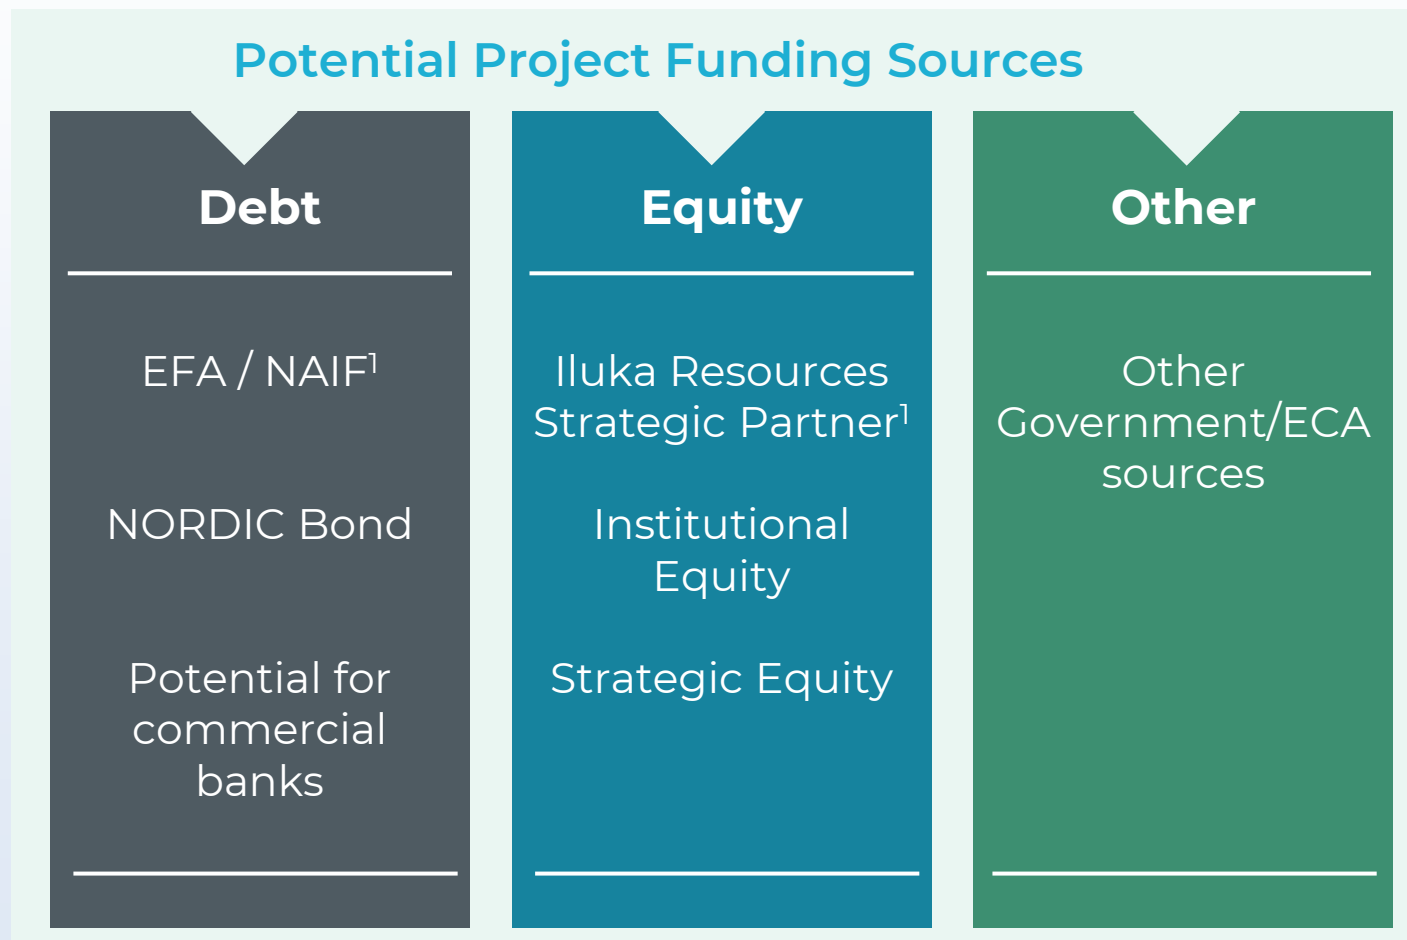 Potential Project Funding Sources
Debt
EFA / NAIF¹
NORDIC Bond
Potential for
commercial
banks
Equity
Iluka Resources
Strategic Partner¹
Institutional
Equity
Strategic Equity
Other
Other
Government/ECA
sources